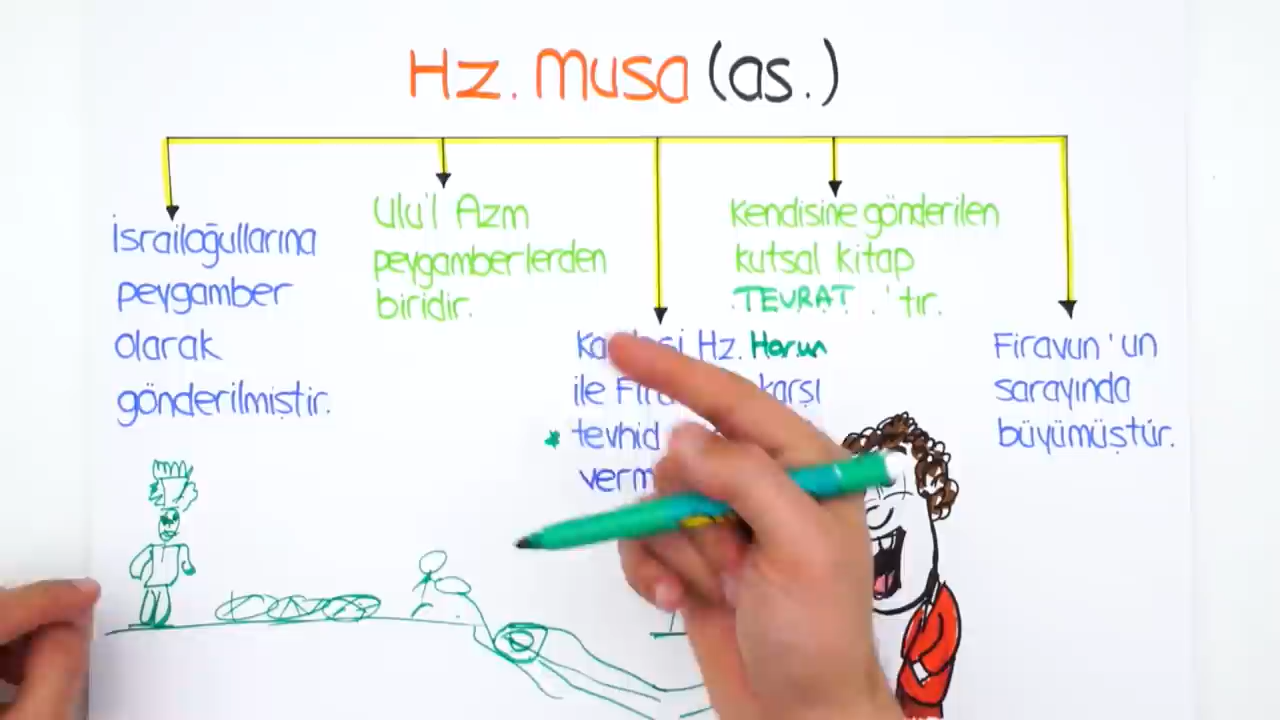 Hz. Musa (as.)
İsrailoğullarına
peygamber
olarak
gönderilmiştir.
Ulu'l Azm
peygamberlerden
biridir.
Hz. Harun
ile
tevhid
Kendisine gönderilen
kutsal kitap
TEVRAT .'tır.
Firavun'un
sarayında
büyümüştür.